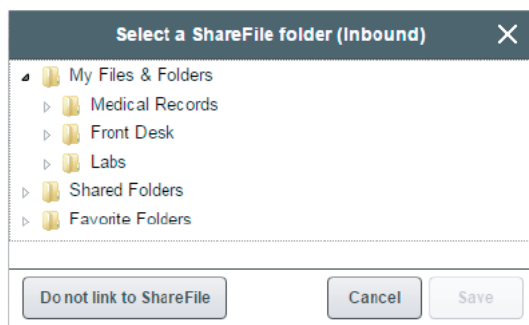 Select a ShareFile folder (Inbound)
My Files & Folders
Medical Records
Front Desk
Labs
Shared Folders
Favorite Folders
Do not link to ShareFile Cancel Save